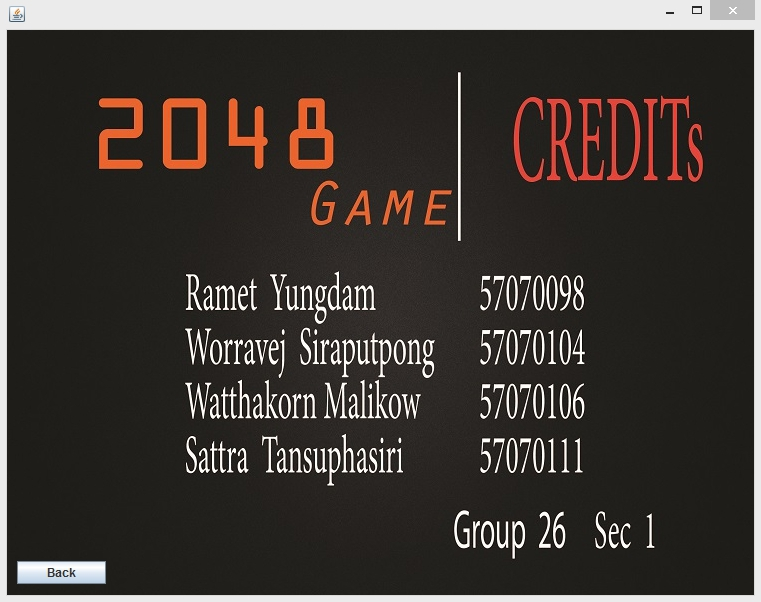 2048
GAME
CREDITs
Ramet Yungdam 57070098
Worravej Siraputpong 57070104
Watthakorn Malikow 57070106
Sattra Tansuphasiri 57070111
Group 26 Sec 1
Back